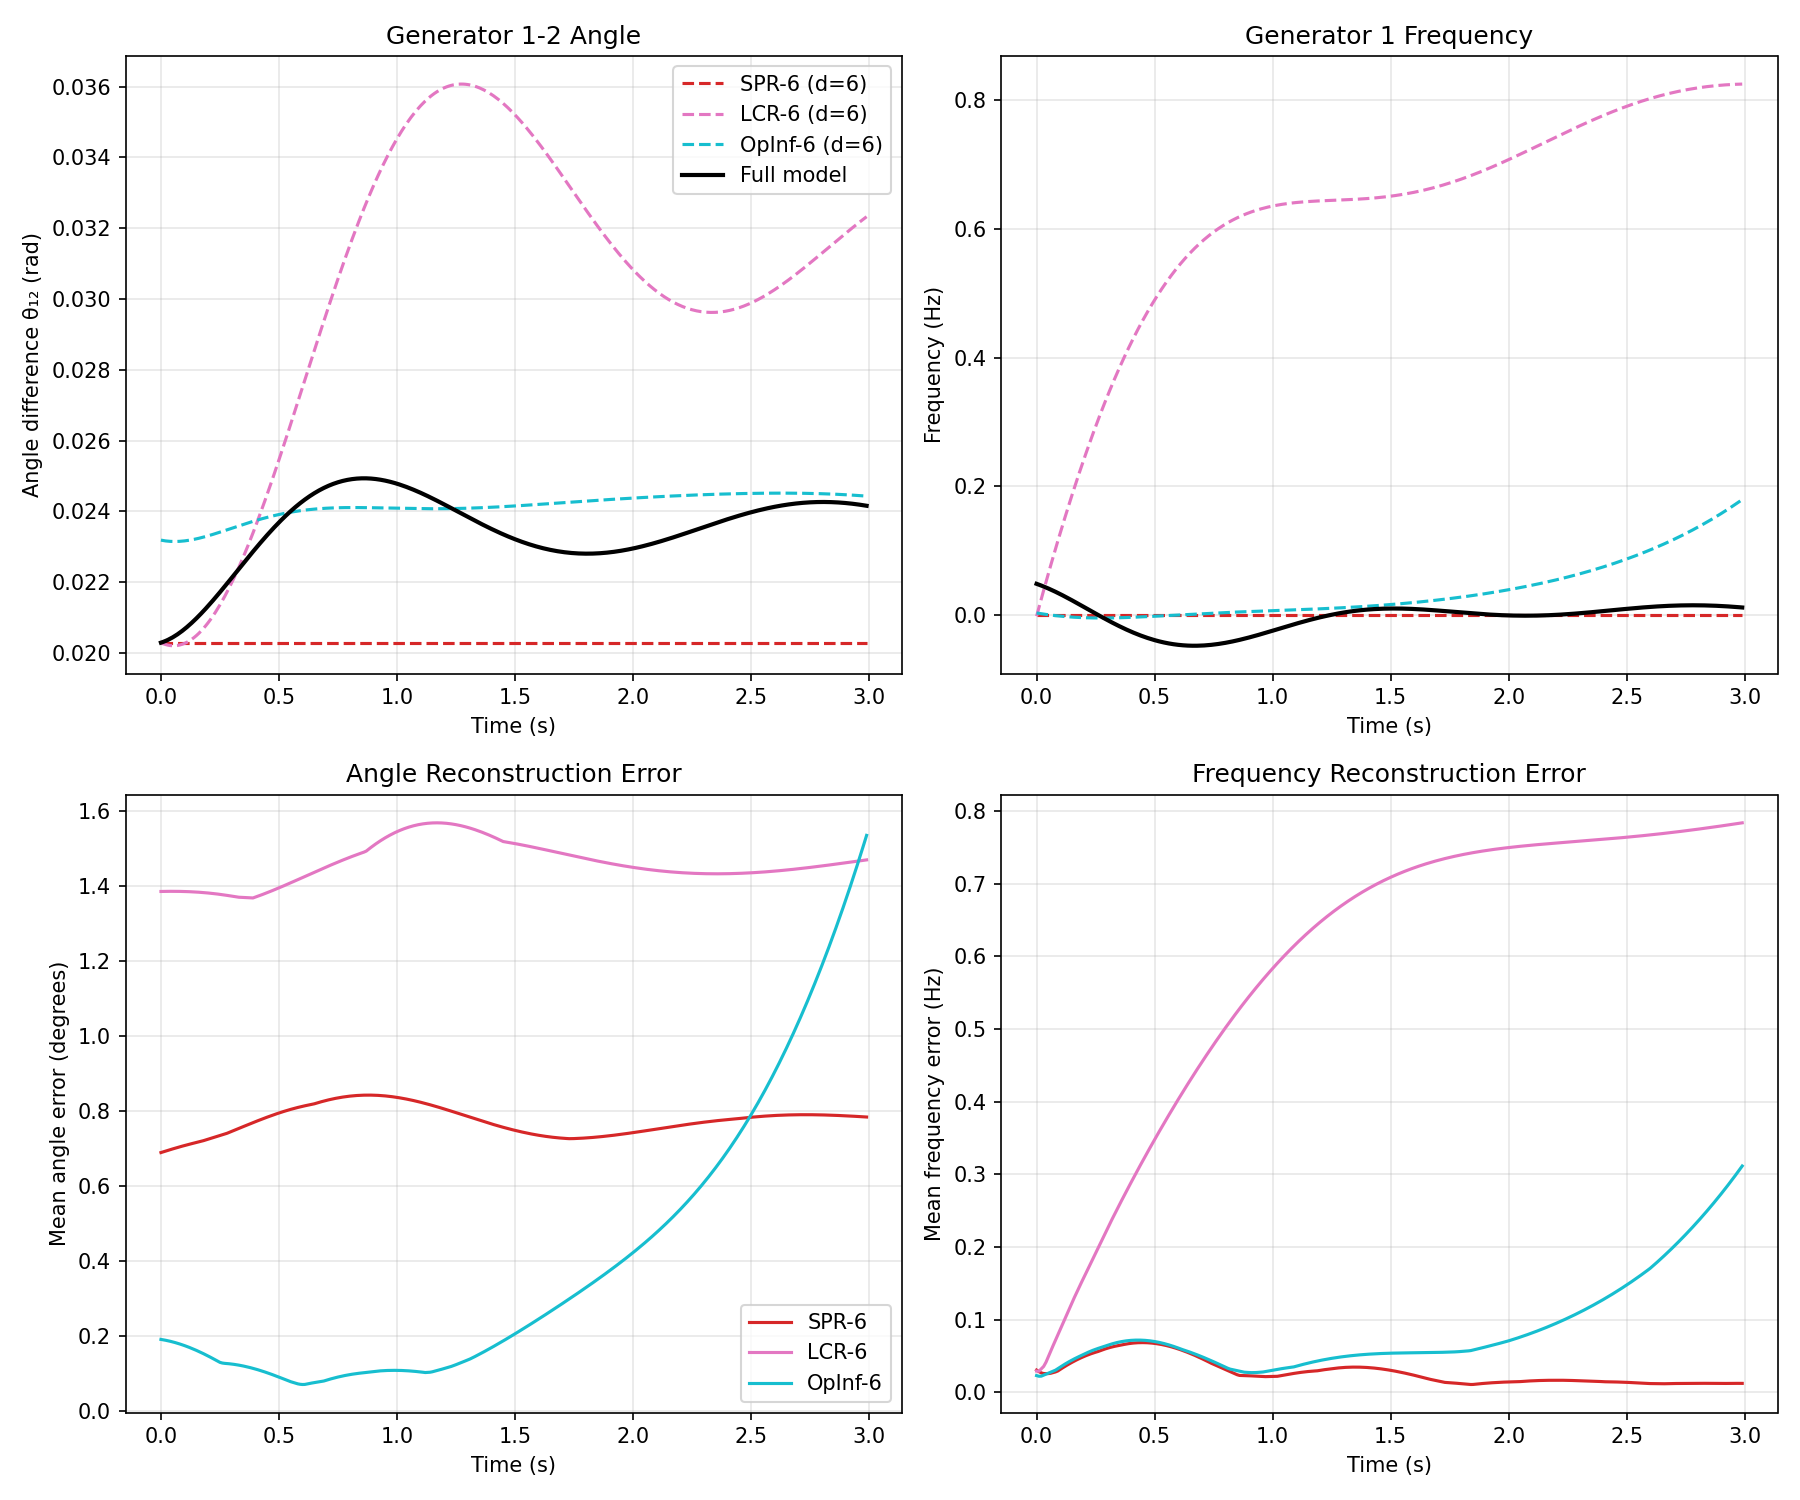 Generator 1-2 Angle
0.036
0.034
0.032
0.030
0.028
0.026
0.024
0.022
0.020
Angle difference θ₁₂ (rad)
SPR-6 (d=6)
LCR-6 (d=6)
OpInf-6 (d=6)
Full model
0.0 0.5 1.0 1.5 2.0 2.5 3.0
Time (s)
Generator 1 Frequency
0.8
0.6
0.4
0.2
0.0
Frequency (Hz)
0.0 0.5 1.0 1.5 2.0 2.5 3.0
Time (s)
Angle Reconstruction Error
1.6
1.4
1.2
1.0
0.8
0.6
0.4
0.2
0.0
Mean angle error (degrees)
SPR-6
LCR-6
OpInf-6
0.0 0.5 1.0 1.5 2.0 2.5 3.0
Time (s)
Frequency Reconstruction Error
0.8
0.7
0.6
0.5
0.4
0.3
0.2
0.1
0.0
Mean frequency error (Hz)
0.0 0.5 1.0 1.5 2.0 2.5 3.0
Time (s)